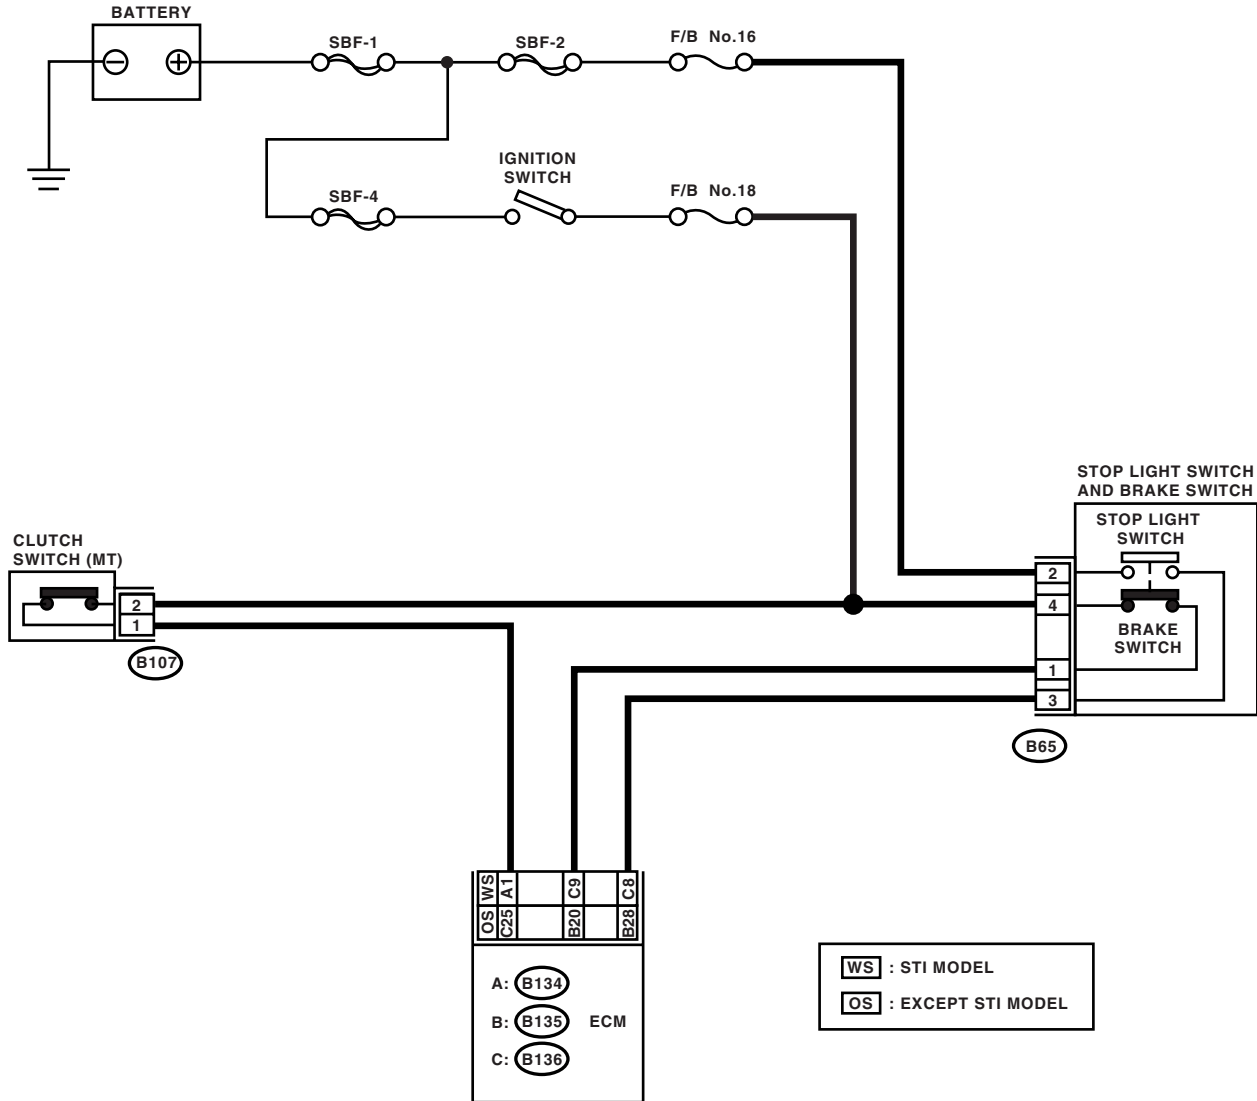 BATTERY
SBF-1
SBF-2
F/B No.16
IGNITION
SWITCH
SBF-4
F/B No.18
STOP LIGHT SWITCH
AND BRAKE SWITCH
STOP LIGHT
SWITCH
CLUTCH
SWITCH (MT)
2
1
B107
2
4
1
3
BRAKE
SWITCH
B65
WS A1 C9 C8
OS C25 B20 B28
A: B134
B: B135 ECM
C: B136
WS : STI MODEL
OS : EXCEPT STI MODEL